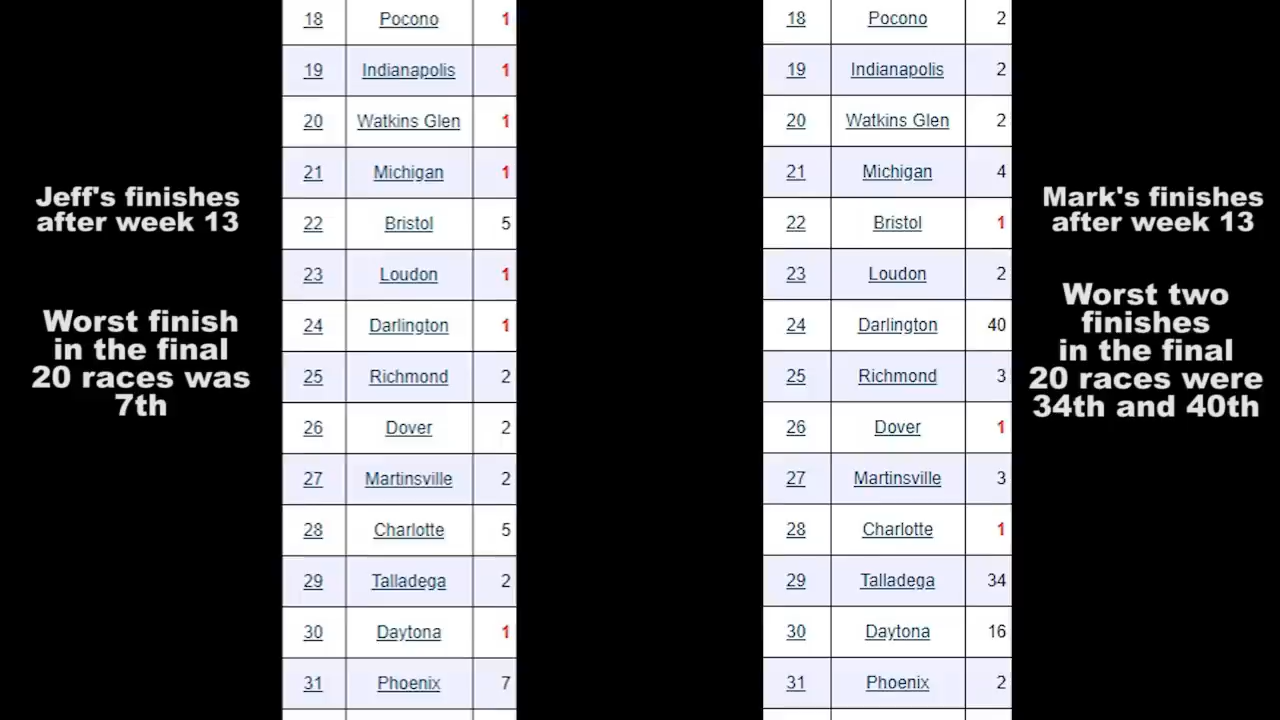 Jeff's finishes
after week 13
Worst finish
in the final
20 races was
7th
18 Pocono 1
19 Indianapolis 1
20 Watkins Glen 1
21 Michigan 1
22 Bristol 5
23 Loudon 1
24 Darlington 1
25 Richmond 2
26 Dover 2
27 Martinsville 2
28 Charlotte 5
29 Talladega 2
30 Daytona 1
31 Phoenix 7
18 Pocono 2
19 Indianapolis 2
20 Watkins Glen 2
21 Michigan 4
22 Bristol 1
23 Loudon 2
24 Darlington 40
25 Richmond 3
26 Dover 1
27 Martinsville 3
28 Charlotte 1
29 Talladega 34
30 Daytona 16
31 Phoenix 2
Mark's finishes
after week 13
Worst two
finishes
in the final
20 races were
34th and 40th